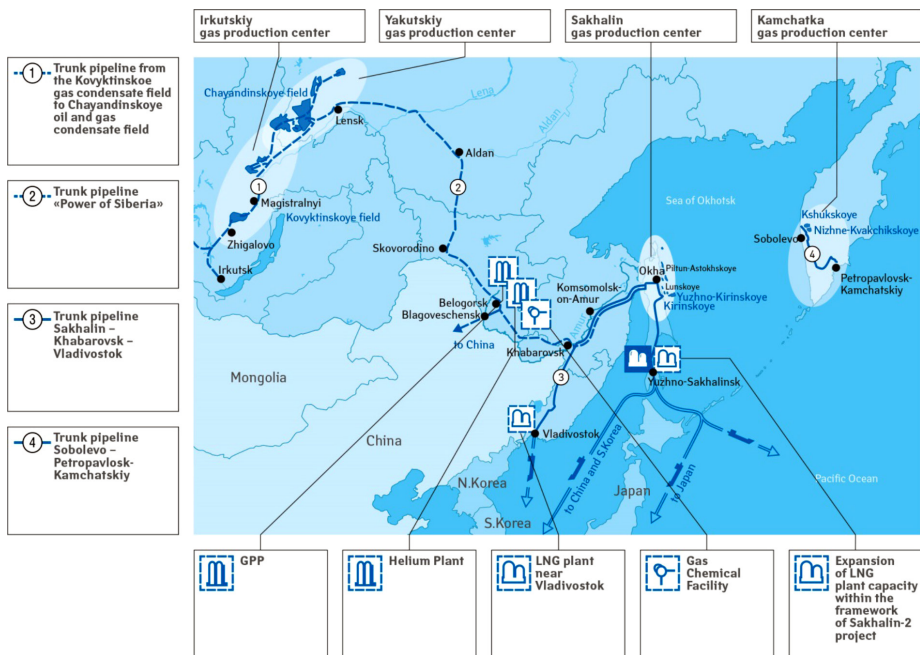 Irkutskiy
gas production center
Yakutskiy
gas production center
Sakhalin
gas production center
Kamchatka
gas production center
1
Trunk pipeline from
the Kovyktinskoe
gas condensate field
to Chayandinskoye
oil and gas
condensate field
2
Trunk pipeline
«Power of Siberia»
3
Trunk pipeline
Sakhalin –
Khabarovsk –
Vladivostok
4
Trunk pipeline
Sobolevo –
Petropavlosk-
Kamchatskiy
Chayandinskoye field
Lena
Lensk
Aldan
Aldan
1
2
Magistralnyi
Kovyktinskoye field
Zhigalovo
Irkutsk
Skovorodino
Sea of Okhotsk
Kshukskoye
Nizhne-Kvakchikskoye
Sobolevo
4
Petropavlovsk-
Kamchatskiy
Okha
Piltun-Astokhskoye
Lunskoye
Yuzhno-Kirinskoye
Kirinskoye
Komsomolsk-
on-Amur
Amur
Belogorsk
Blagoveschensk
to China
Khabarovsk
3
Yuzhno-Sakhalinsk
Vladivostok
Mongolia
China
N.Korea
S.Korea
Japan
to China and S.Korea
to Japan
Pacific Ocean
GPP
Helium Plant
LNG plant
near
Vladivostok
Gas
Chemical
Facility
Expansion
of LNG
plant capacity
within the
framework
of Sakhalin-2
project